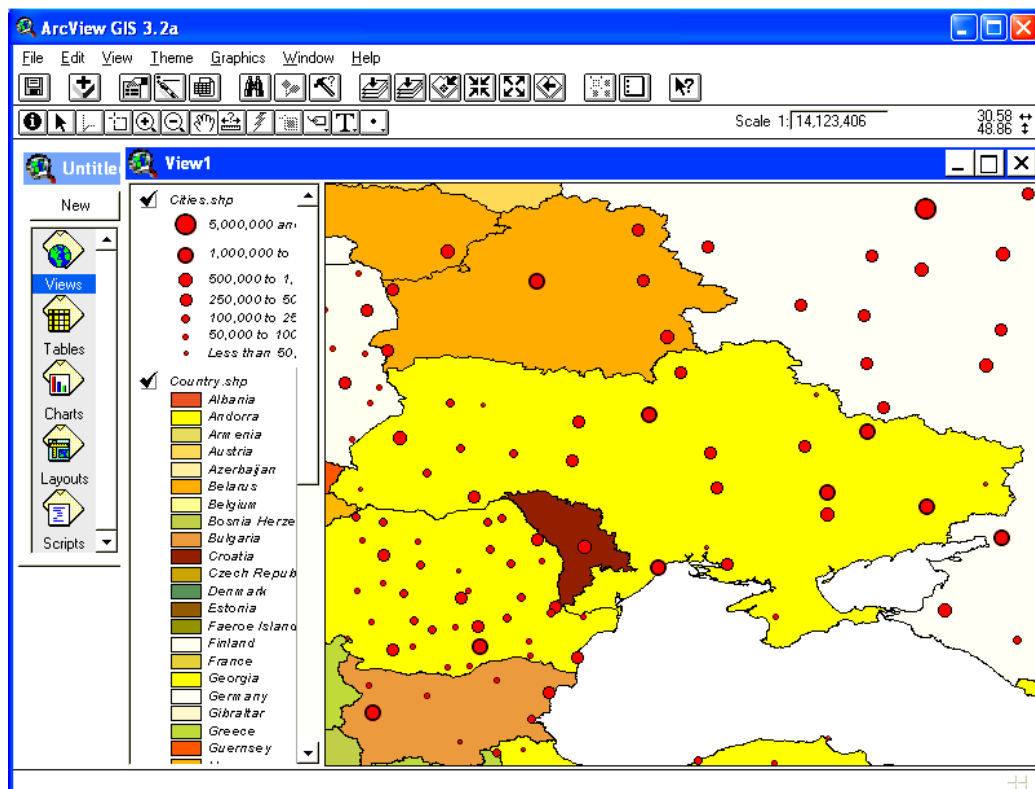 ArcView GIS 3.2a
File Edit View Theme Graphics Window Help
Scale 1: 14,123,406
30.58
48.86
Untitle
View1
New
Views
Tables
Charts
Layouts
Scripts
Cities.shp
5,000,000 an
1,000,000 to
500,000 to 1,
250,000 to 50
100,000 to 25
50,000 to 100
Less than 50,
Country.shp
Albania
Andorra
Armenia
Austria
Azerbaijan
Belarus
Belgium
Bosnia Herze
Bulgaria
Croatia
Czech Repub
Denmark
Estonia
Faeroe Island
Finland
France
Georgia
Germany
Gibraltar
Greece
Guernsey